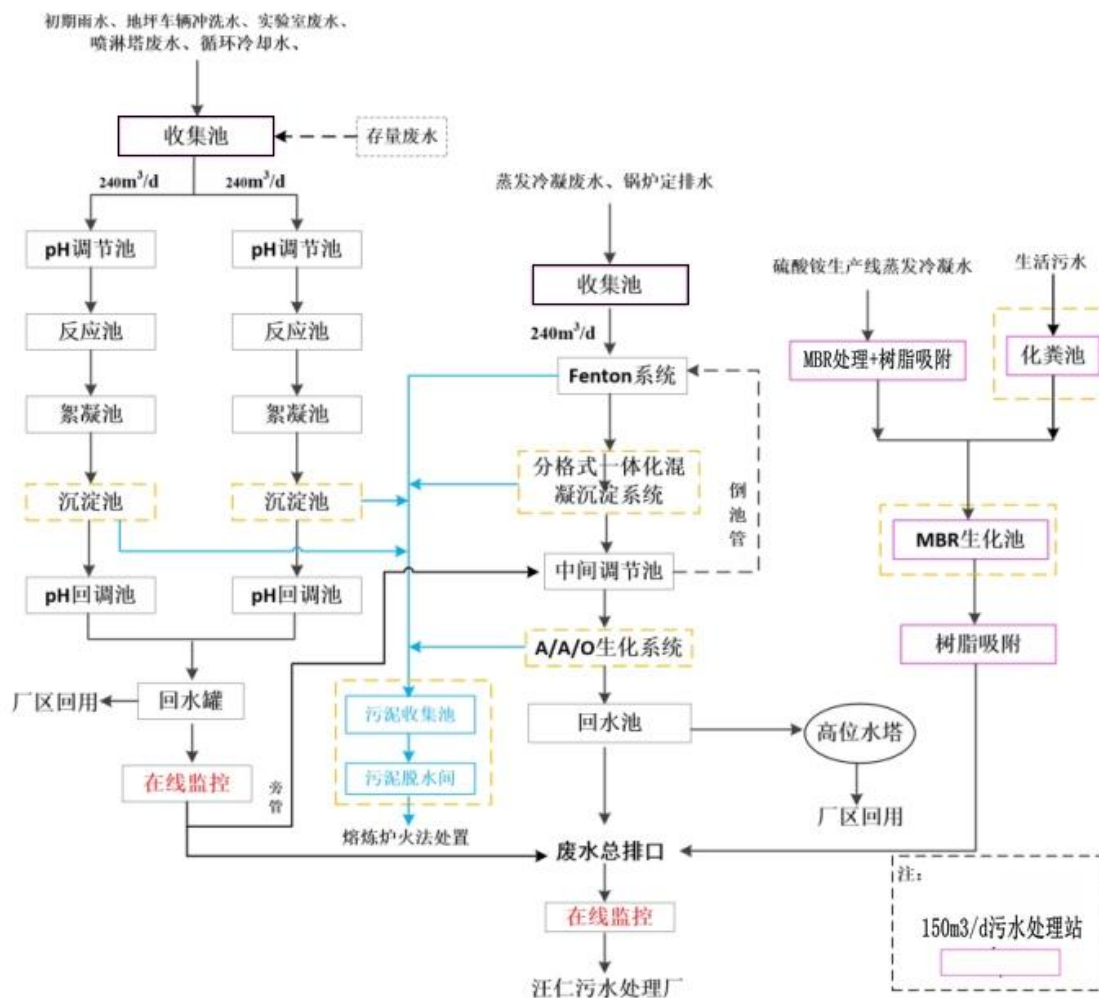 初期雨水、地坪车辆冲洗水、实验室废水、
喷淋塔废水、循环冷却水、
收集池
存量废水
240m³/d
240m³/d
pH调节池
pH调节池
反应池
反应池
絮凝池
絮凝池
沉淀池
沉淀池
pH回调池
pH回调池
回水罐
厂区回用
在线监控
旁
管
蒸发冷凝废水、锅炉定排水
收集池
240m³/d
Fenton系统
分格式一体化混
凝沉淀系统
倒
池
管
中间调节池
A/A/O生化系统
污泥收集池
污泥脱水间
熔炼炉火法处置
回水池
高位水塔
厂区回用
硫酸铵生产线蒸发冷凝水
生活污水
MBR处理+树脂吸附
化粪池
MBR生化池
树脂吸附
废水总排口
在线监控
汪仁污水处理厂
注：
150m3/d污水处理站